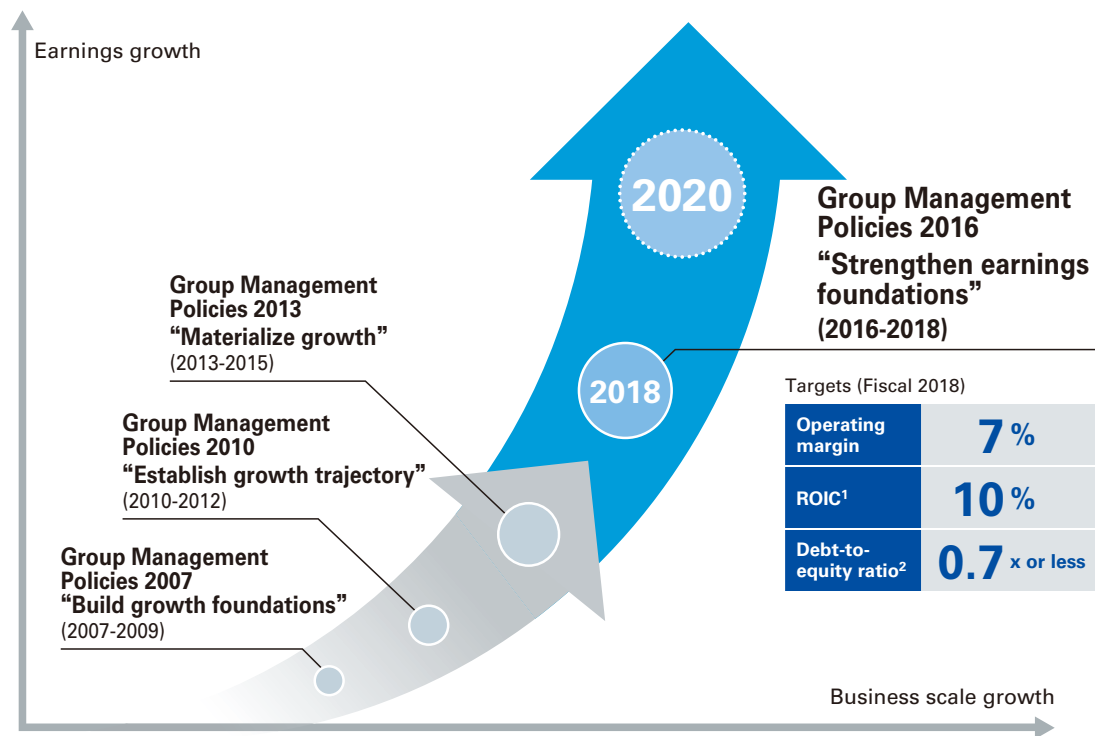 Earnings growth
2020
Group Management
Policies 2016
“Strengthen earnings
foundations”
(2016-2018)
Group Management
Policies 2013
“Materialize growth”
(2013-2015)
2018
Targets (Fiscal 2018)
Operating
margin
7 %
ROIC1
10 %
Debt-to-
equity ratio2
0.7 x or less
Group Management
Policies 2010
“Establish growth trajectory”
(2010-2012)
Group Management
Policies 2007
“Build growth foundations”
(2007-2009)
Business scale growth